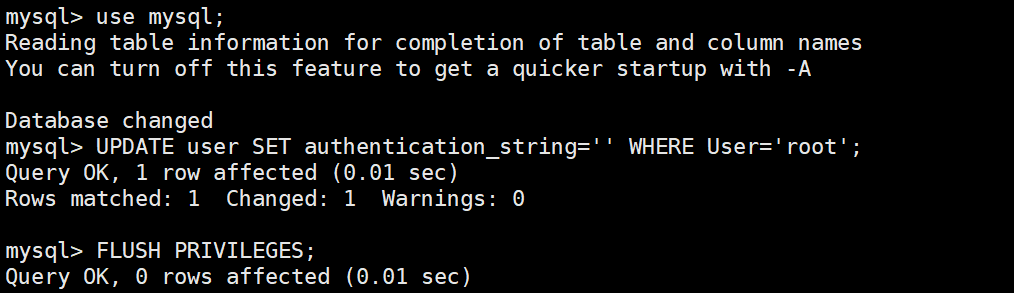 mysql> use mysql;
Reading table information for completion of table and column names
You can turn off this feature to get a quicker startup with -A
Database changed
mysql> UPDATE user SET authentication_string='' WHERE User='root';
Query OK, 1 row affected (0.01 sec)
Rows matched: 1  Changed: 1  Warnings: 0
mysql> FLUSH PRIVILEGES;
Query OK, 0 rows affected (0.01 sec)